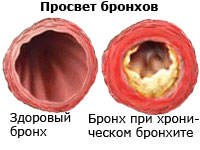 Просвет бронхов
Здоровый
бронх
Бронх при хрони-
ческом бронхите